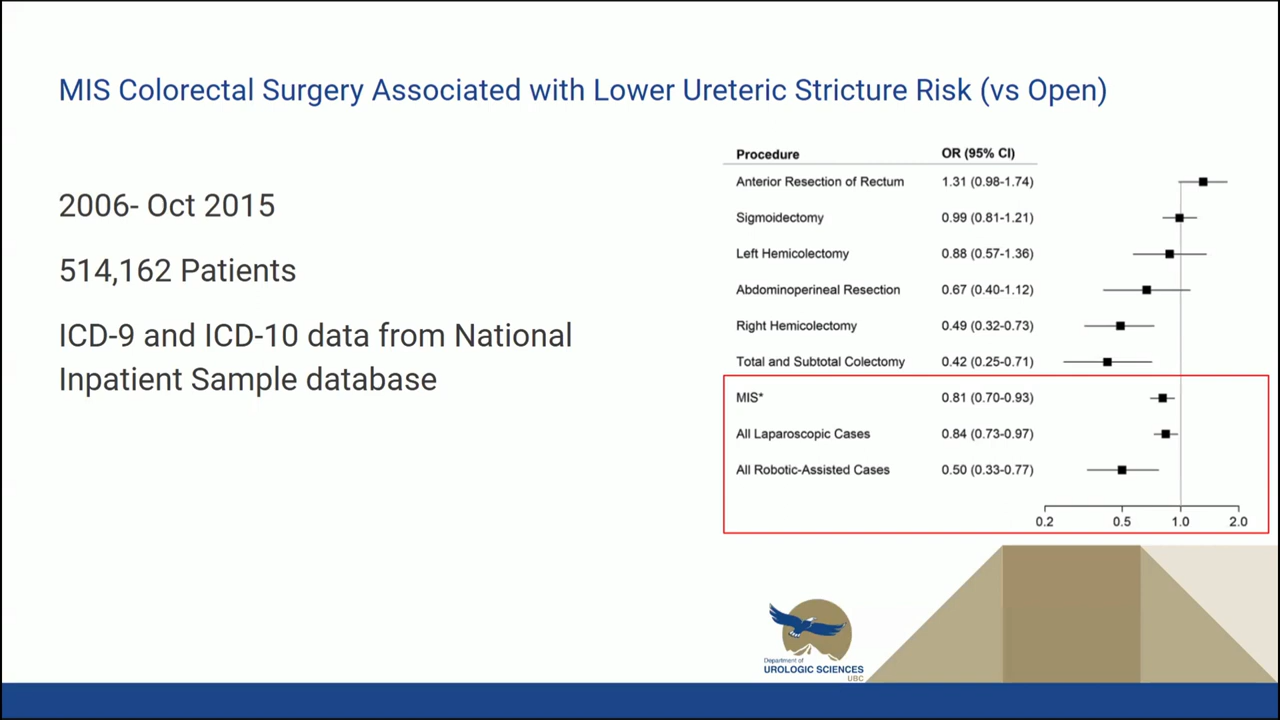 MIS Colorectal Surgery Associated with Lower Ureteric Stricture Risk (vs Open)
2006- Oct 2015
514,162 Patients
ICD-9 and ICD-10 data from National
Inpatient Sample database
Procedure OR (95% CI)
Anterior Resection of Rectum 1.31 (0.98-1.74)
Sigmoidectomy 0.99 (0.81-1.21)
Left Hemicolectomy 0.88 (0.57-1.36)
Abdominoperineal Resection 0.67 (0.40-1.12)
Right Hemicolectomy 0.49 (0.32-0.73)
Total and Subtotal Colectomy 0.42 (0.25-0.71)
MIS* 0.81 (0.70-0.93)
All Laparoscopic Cases 0.84 (0.73-0.97)
All Robotic-Assisted Cases 0.50 (0.33-0.77)
0.2 0.5 1.0 2.0
Department of
UROLOGIC SCIENCES
UBC